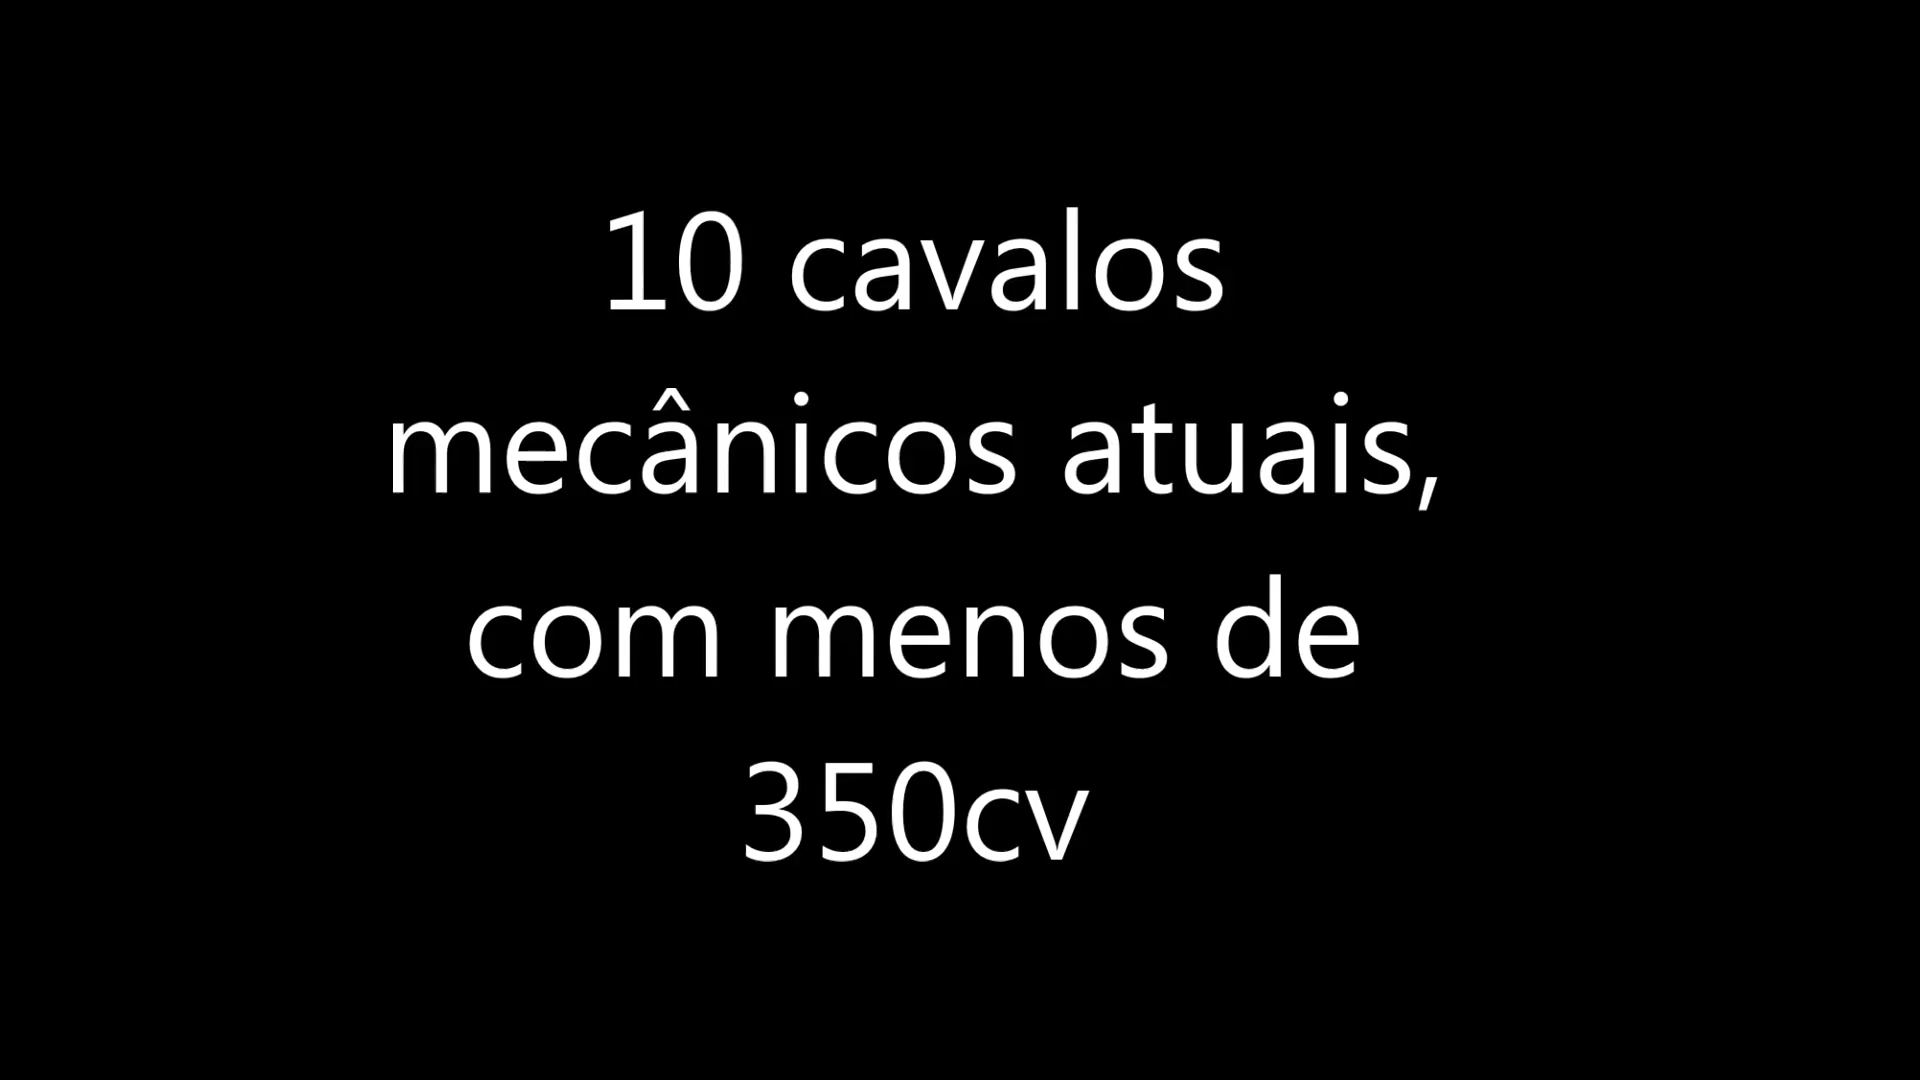 10 cavalos
mecânicos atuais,
com menos de
350cv